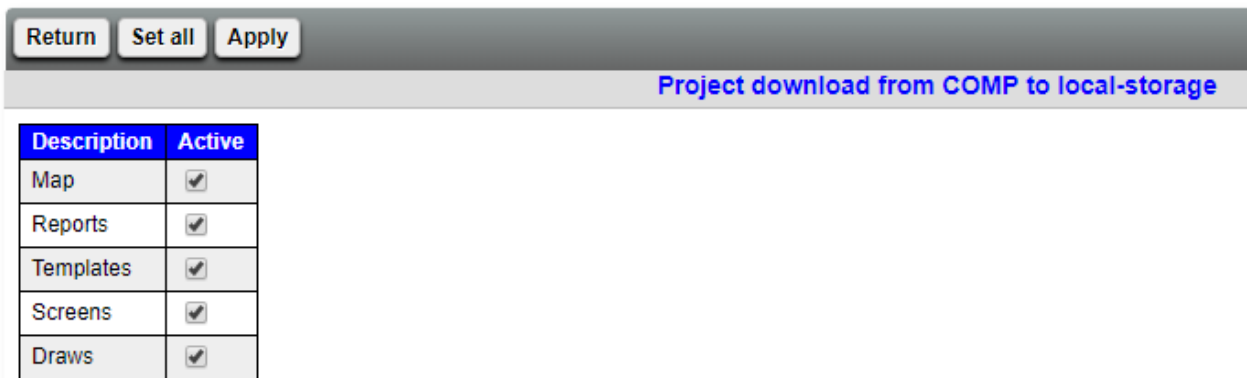 Return Set all Apply
Project download from COMP to local-storage
Description Active
Map
Reports
Templates
Screens
Draws